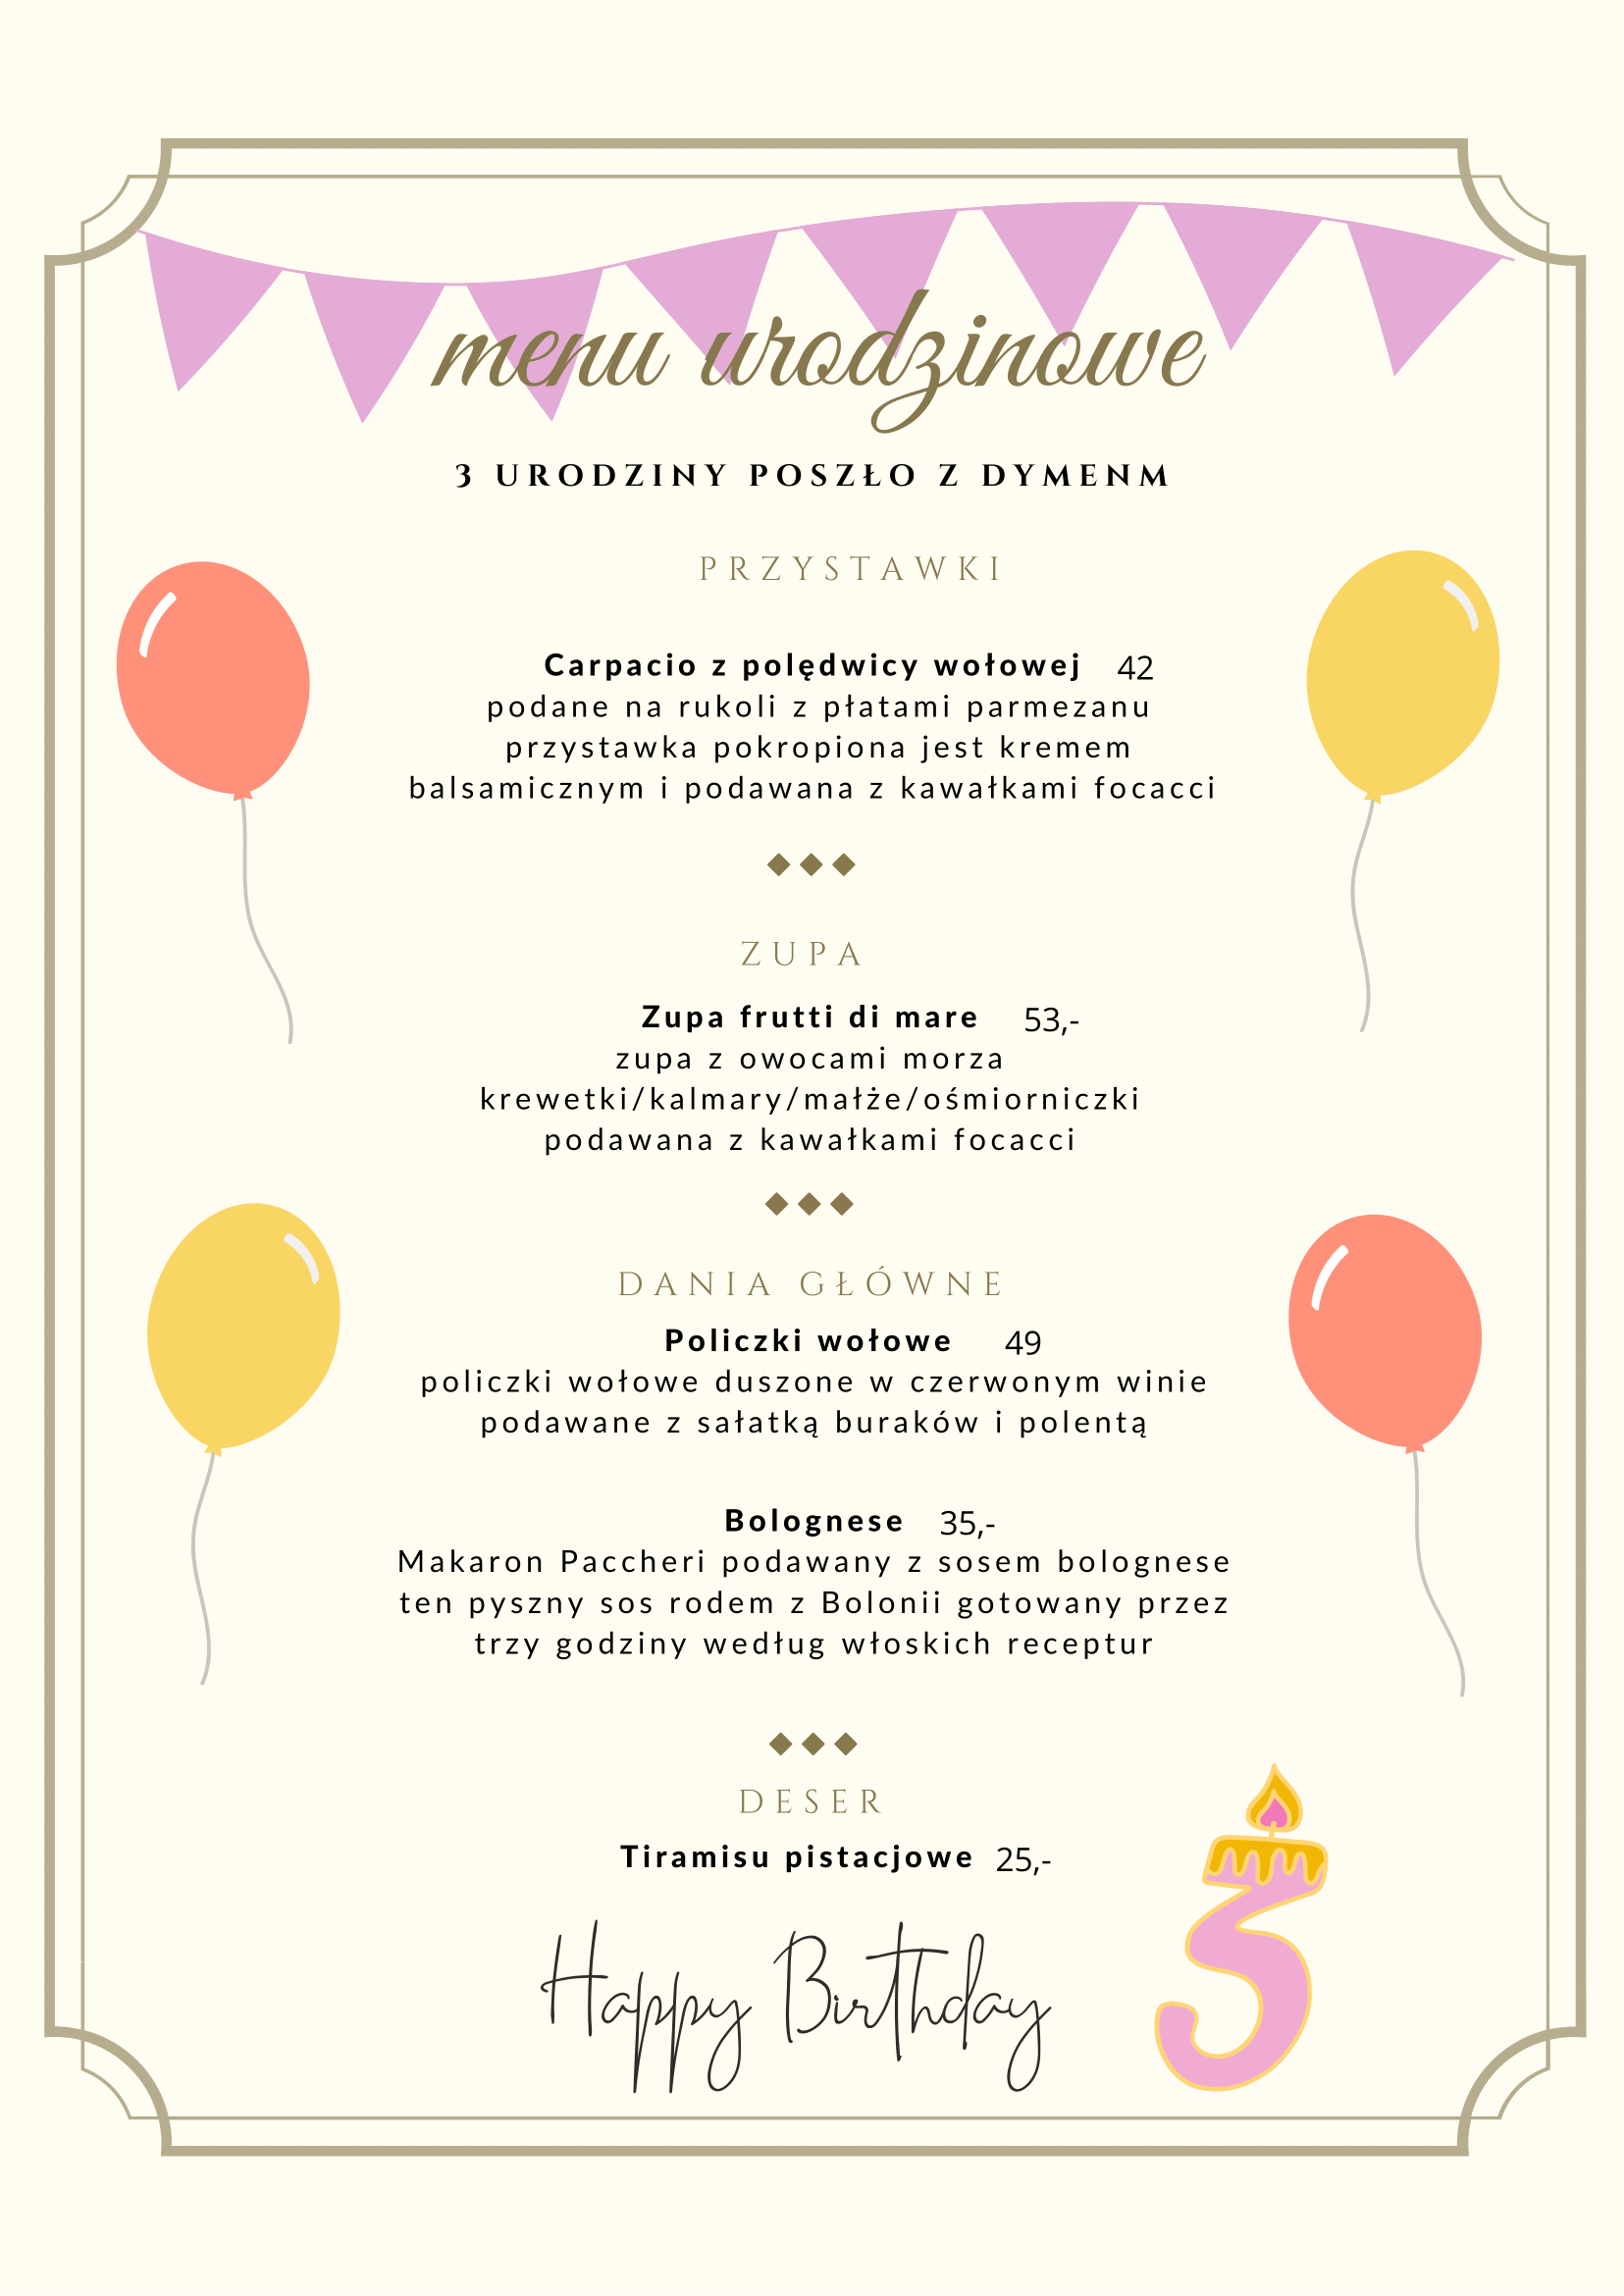 menu urodzinowe
3 URODZINY POSZŁO Z DYMENM
PRZYSTAWKI
Carpacio z polędwicy wołowej 42
podane na rukoli z płatami parmezanu
przystawka pokropiona jest kremem
balsamicznym i podawana z kawałkami focacci
ZUPA
Zupa frutti di mare 53,-
zupa z owocami morza
krewetki/kalmary/małże/ośmiorniczki
podawana z kawałkami focacci
DANIA GŁÓWNE
Policzki wołowe 49
policzki wołowe duszone w czerwonym winie
podawane z sałatką buraków i polentą
Bolognese 35,-
Makaron Paccheri podawany z sosem bolognese
ten pyszny sos rodem z Bolonii gotowany przez
trzy godziny według włoskich receptur
DESER
Tiramisu pistacjowe 25,-
Happy Birthday
3